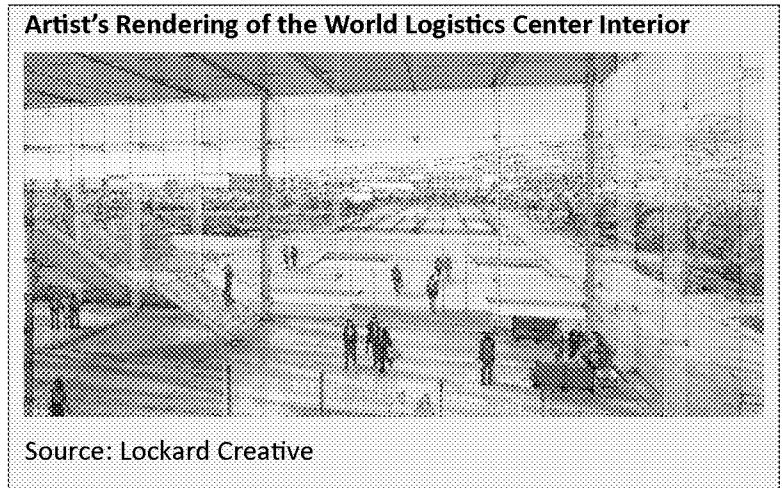 Artist’s Rendering of the World Logistics Center Interior
Source: Lockard Creative